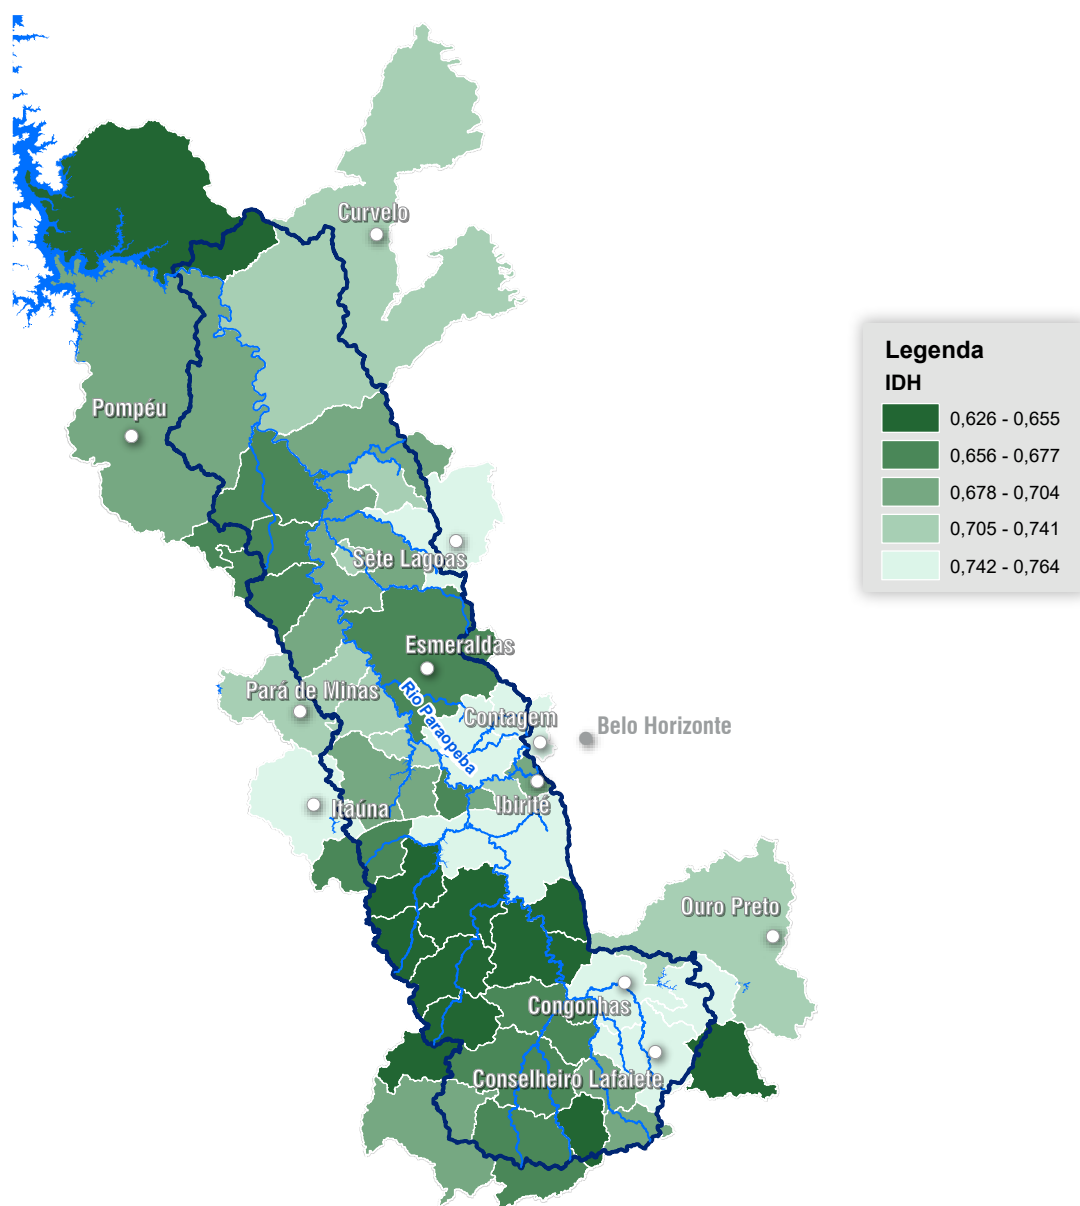 Curvelo
Legenda
IDH
0,626 - 0,655
0,656 - 0,677
0,678 - 0,704
0,705 - 0,741
0,742 - 0,764
Pompéu
Sete Lagoas
Esmeraldas
Pará de Minas
Rio Paraopeba
Contagem
Belo Horizonte
Itaúna
Ibirité
Ouro Preto
Congonhas
Conselheiro Lafaiete